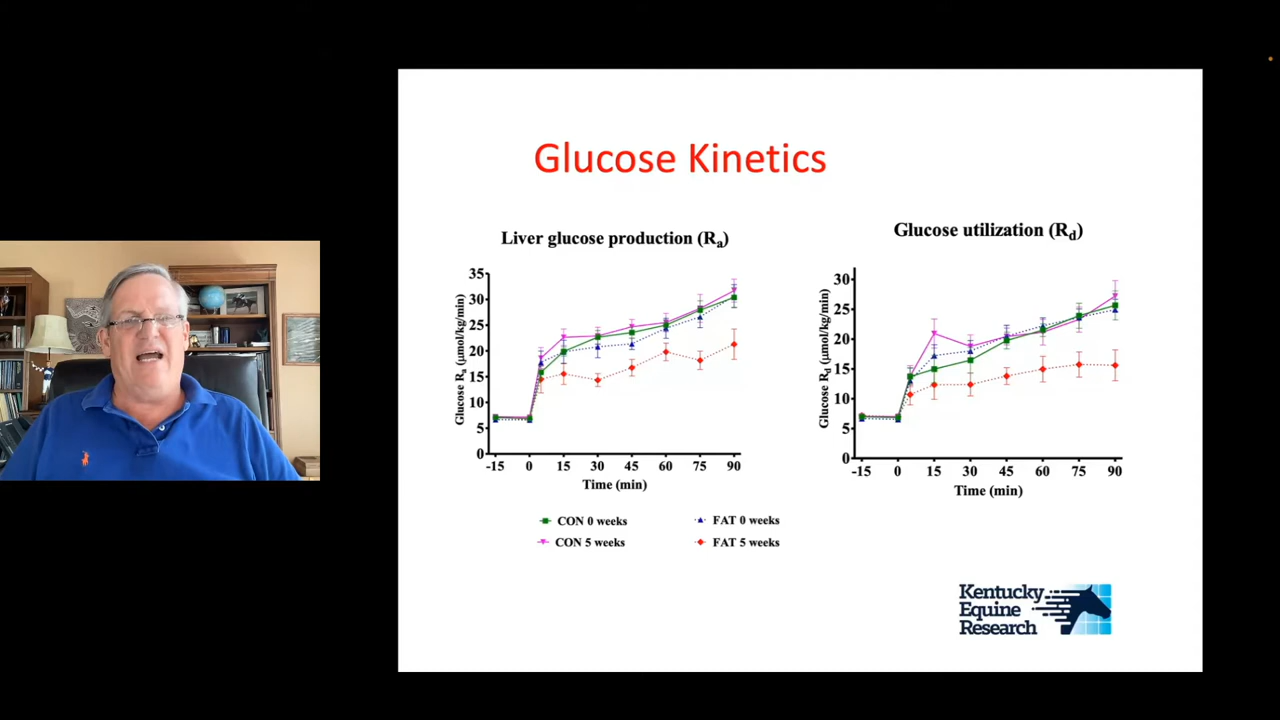 Glucose Kinetics
Liver glucose production (Ra)
Glucose Ra (µmol/kg/min)
35
30
25
20
15
10
5
0
-15 0 15 30 45 60 75 90
Time (min)
Glucose utilization (Rd)
Glucose Rd (µmol/kg/min)
30
25
20
15
10
5
0
-15 0 15 30 45 60 75 90
Time (min)
CON 0 weeks
FAT 0 weeks
CON 5 weeks
FAT 5 weeks
Kentucky
Equine
Research